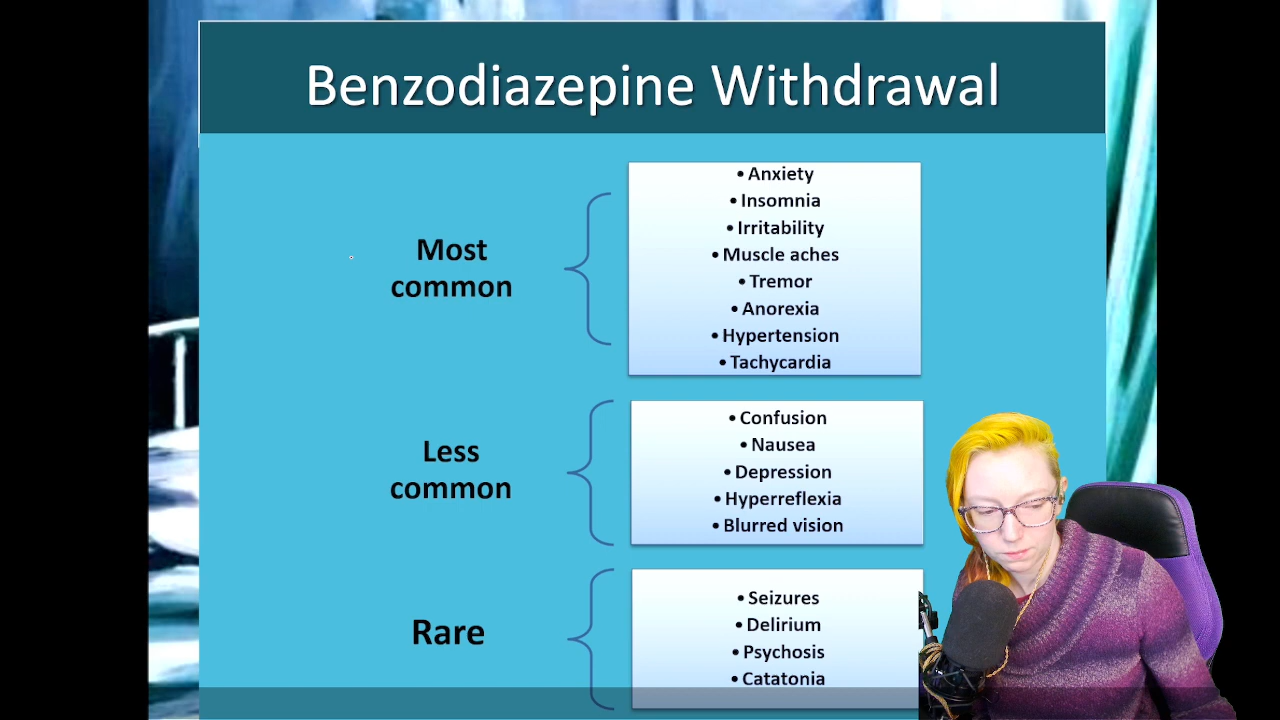 Benzodiazepine Withdrawal
Most
common
• Anxiety
• Insomnia
• Irritability
• Muscle aches
• Tremor
• Anorexia
• Hypertension
• Tachycardia
Less
common
• Confusion
• Nausea
• Depression
• Hyperreflexia
• Blurred vision
Rare
• Seizures
• Delirium
• Psychosis
• Catatonia